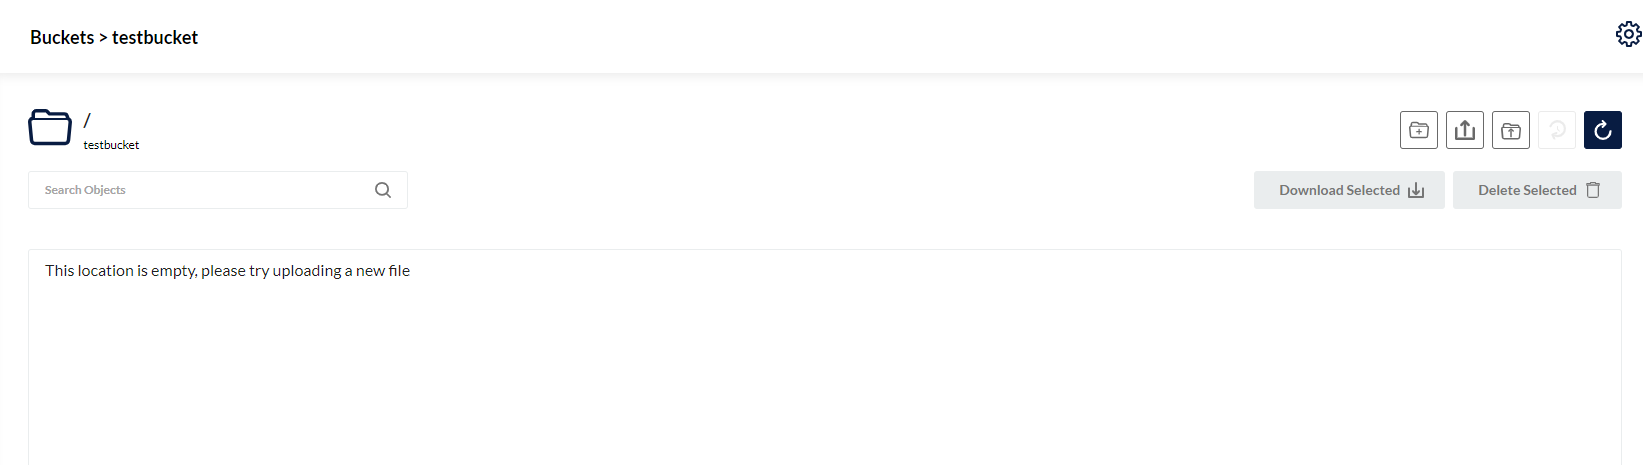 Buckets > testbucket
/
testbucket
Search Objects
Download Selected
Delete Selected
This location is empty, please try uploading a new file